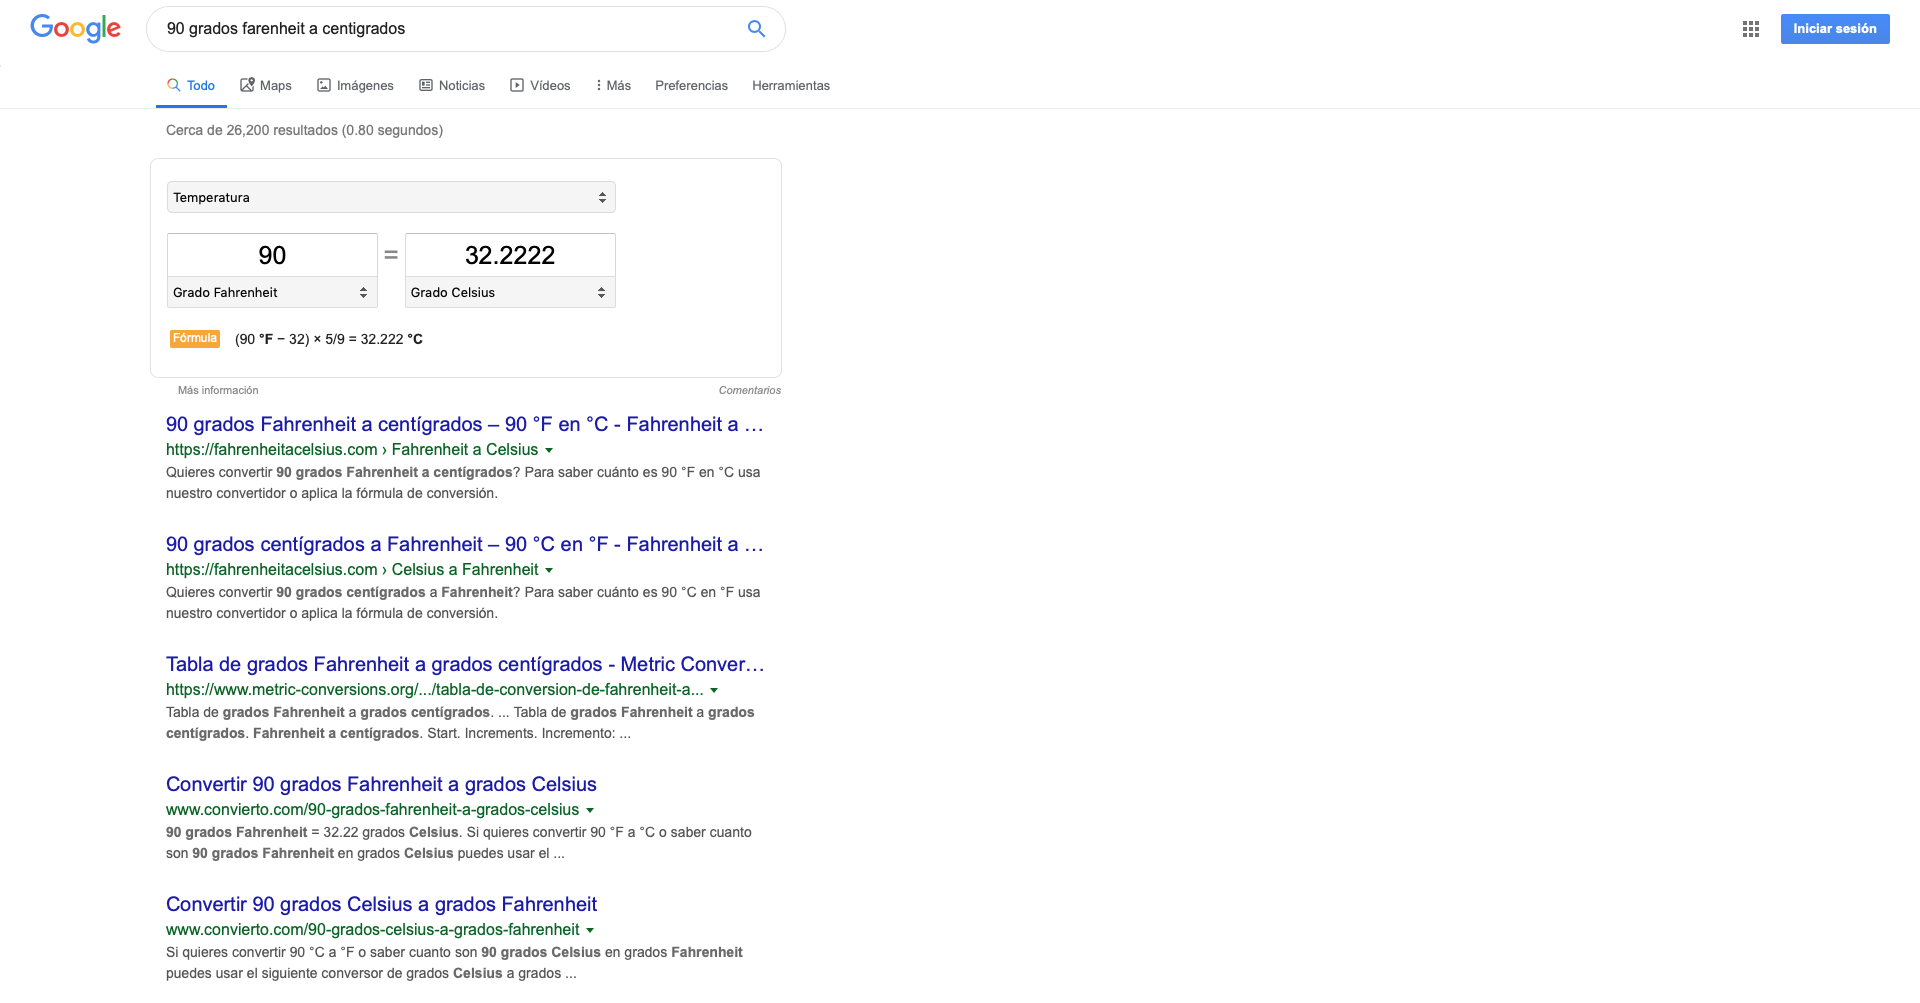 Google
90 grados farenheit a centigrados
Iniciar sesión
Todo Maps Imágenes Noticias Vídeos Más Preferencias Herramientas
Cerca de 26,200 resultados (0.80 segundos)
Temperatura
90 = 32.2222
Grado Fahrenheit Grado Celsius
Fórmula (90 °F − 32) × 5/9 = 32.222 °C
Más información Comentarios
90 grados Fahrenheit a centígrados – 90 °F en °C - Fahrenheit a ...
https://fahrenheitacelsius.com › Fahrenheit a Celsius
Quieres convertir 90 grados Fahrenheit a centígrados? Para saber cuánto es 90 °F en °C usa
nuestro convertidor o aplica la fórmula de conversión.
90 grados centígrados a Fahrenheit – 90 °C en °F - Fahrenheit a ...
https://fahrenheitacelsius.com › Celsius a Fahrenheit
Quieres convertir 90 grados centígrados a Fahrenheit? Para saber cuánto es 90 °C en °F usa
nuestro convertidor o aplica la fórmula de conversión.
Tabla de grados Fahrenheit a grados centígrados - Metric Conver...
https://www.metric-conversions.org/.../tabla-de-conversion-de-fahrenheit-a...
Tabla de grados Fahrenheit a grados centígrados. ... Tabla de grados Fahrenheit a grados
centígrados. Fahrenheit a centígrados. Start. Increments. Incremento: ...
Convertir 90 grados Fahrenheit a grados Celsius
www.convierto.com/90-grados-fahrenheit-a-grados-celsius
90 grados Fahrenheit = 32.22 grados Celsius. Si quieres convertir 90 °F a °C o saber cuanto
son 90 grados Fahrenheit en grados Celsius puedes usar el ...
Convertir 90 grados Celsius a grados Fahrenheit
www.convierto.com/90-grados-celsius-a-grados-fahrenheit
Si quieres convertir 90 °C a °F o saber cuanto son 90 grados Celsius en grados Fahrenheit
puedes usar el siguiente conversor de grados Celsius a grados ...